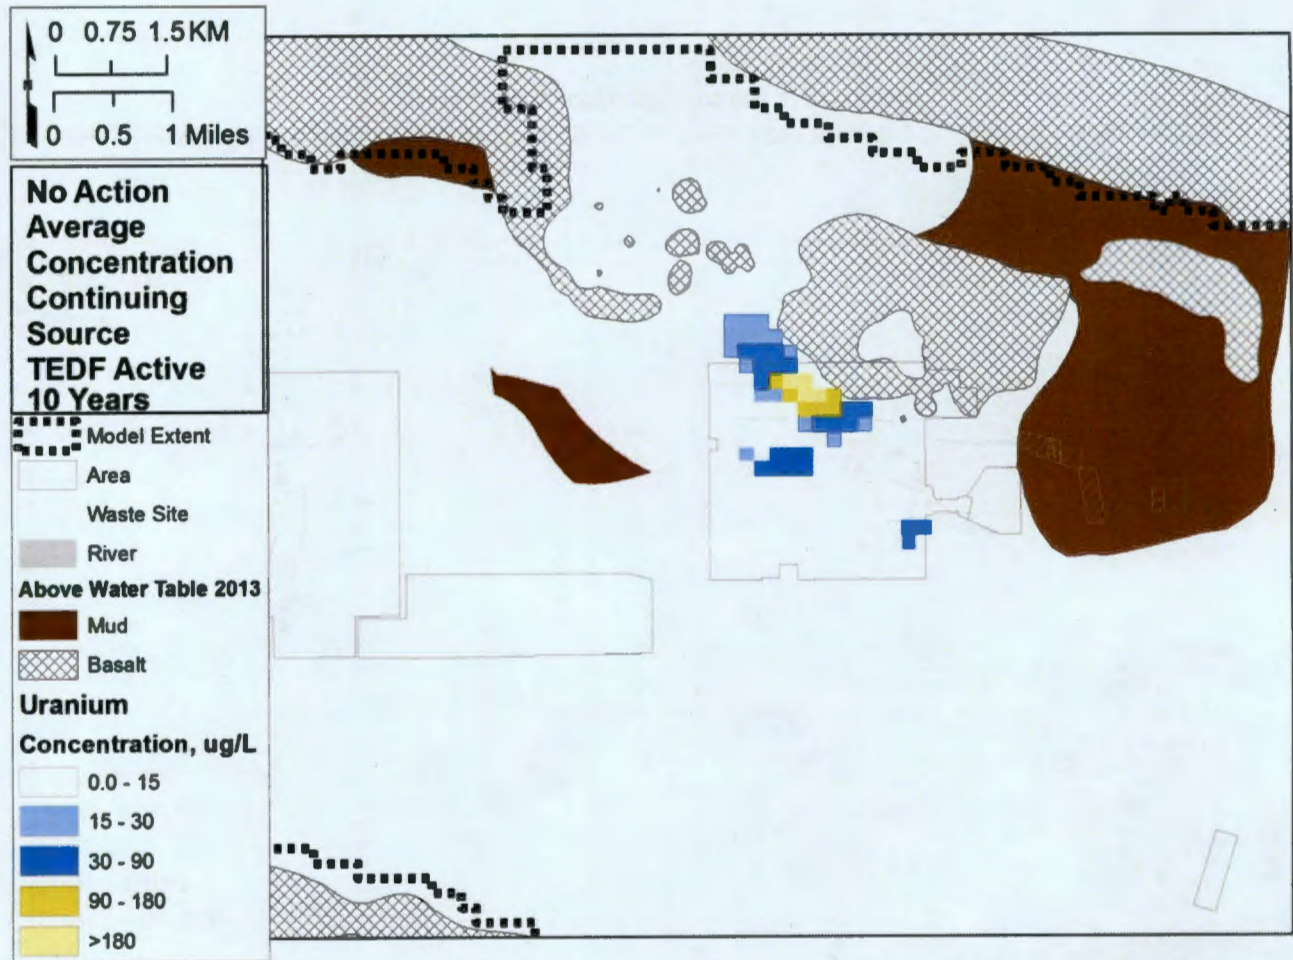 0 0.75 1.5 KM
0 0.5 1 Miles
No Action
Average
Concentration
Continuing
Source
TEDF Active
10 Years
Model Extent
Area
Waste Site
River
Above Water Table 2013
Mud
Basalt
Uranium
Concentration, ug/L
0.0 - 15
15 - 30
30 - 90
90 - 180
>180